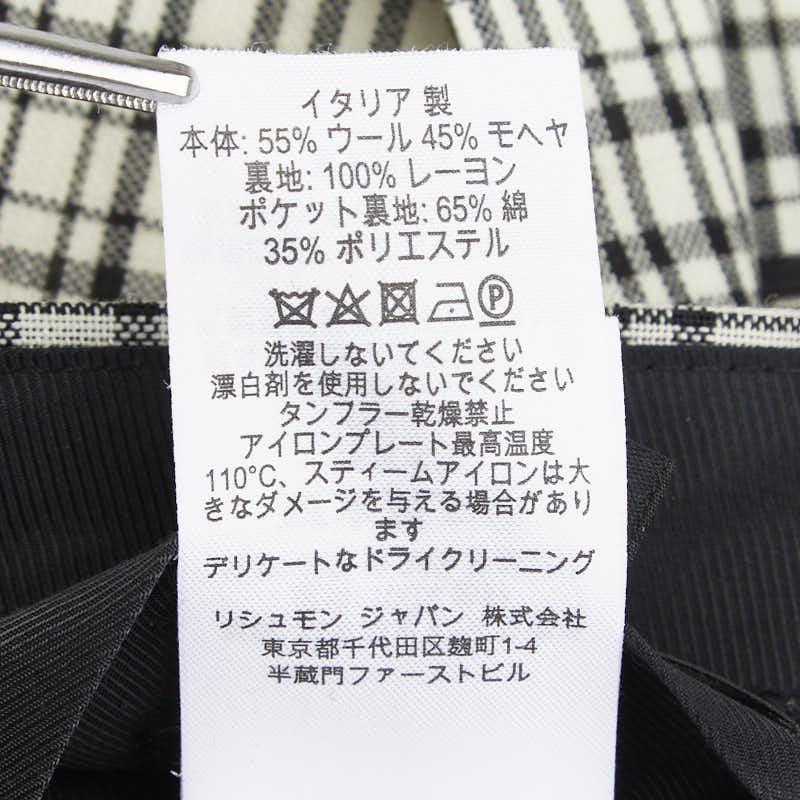 イタリア 製
本体: 55% ウール 45% モヘヤ
裏地: 100% レーヨン
ポケット裏地: 65% 綿
35% ポリエステル
P
洗濯しないでください
漂白剤を使用しないでください
タンブラー乾燥禁止
アイロンプレート最高温度
110°C、スティームアイロンは大
きなダメージを与える場合があり
ます
デリケートなドライクリーニング
リシュモン ジャパン 株式会社
東京都千代田区麹町1-4
半蔵門ファーストビル